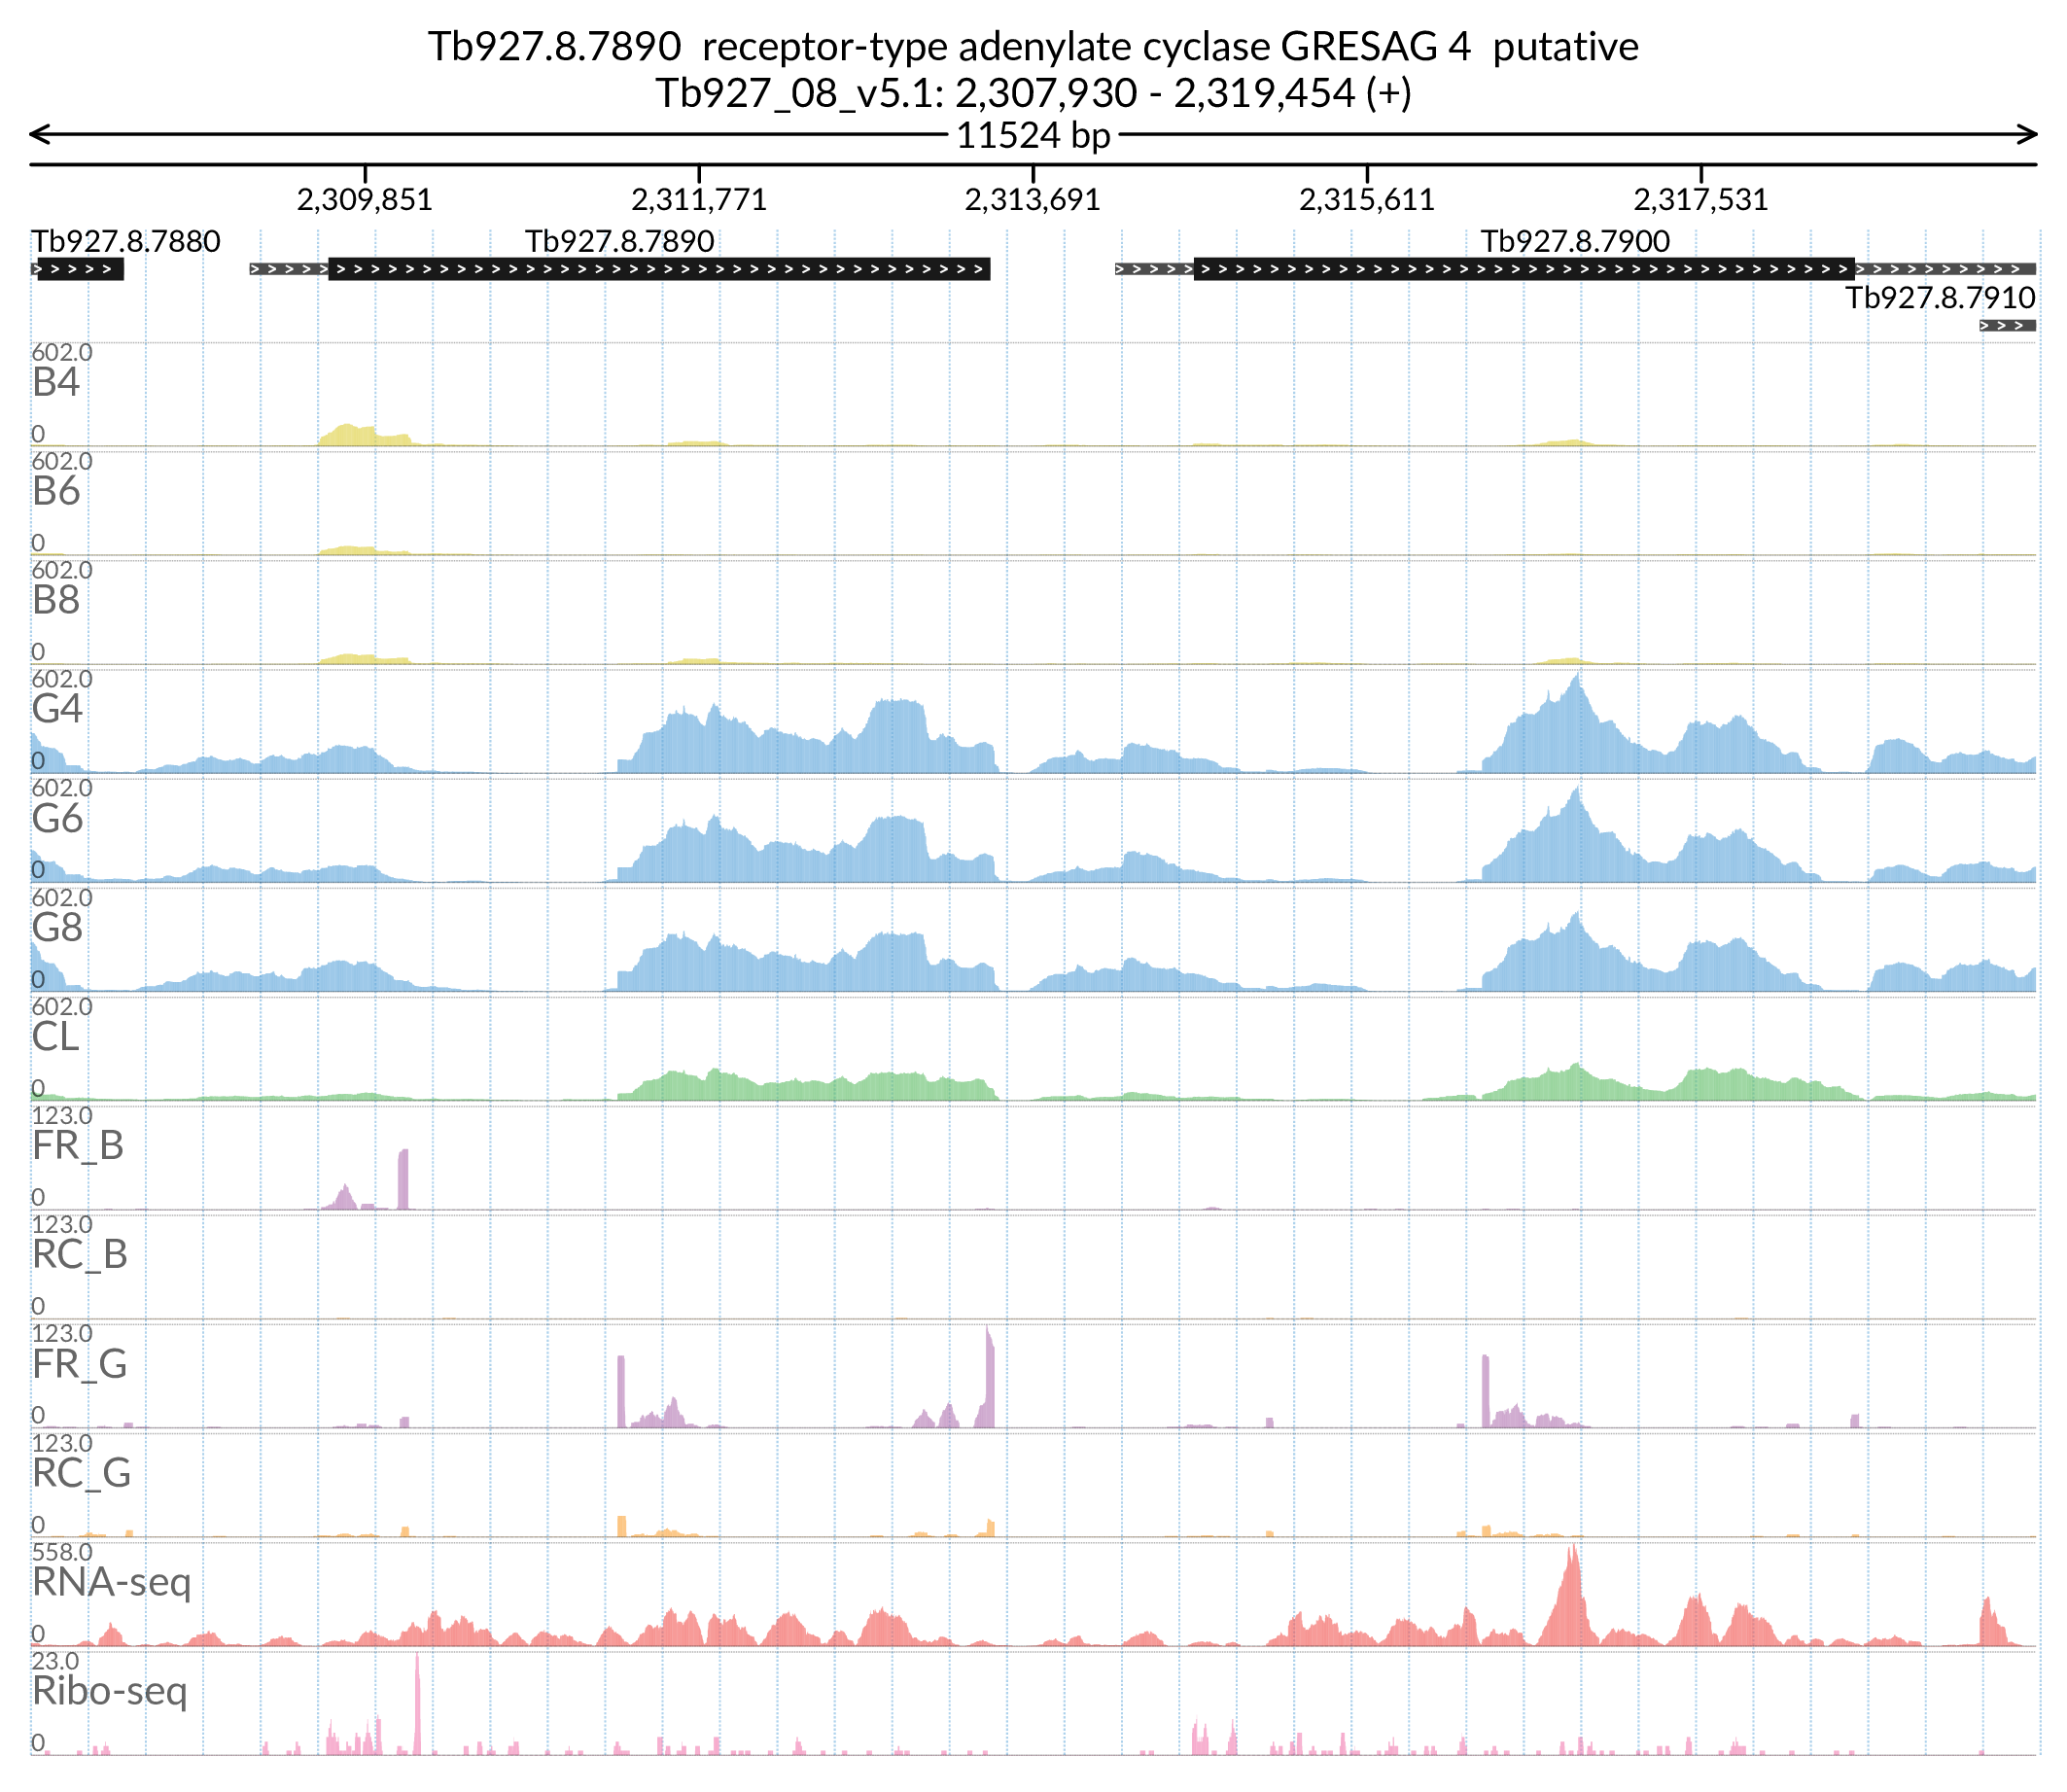 Tb927.8.7890 receptor-type adenylate cyclase GRESAG 4 putative
Tb927_08_v5.1: 2,307,930 - 2,319,454 (+)
11524 bp
2,309,851 2,311,771 2,313,691 2,315,611 2,317,531
Tb927.8.7880 Tb927.8.7890 Tb927.8.7900
Tb927.8.7910
602.0
B4
0
602.0
B6
0
602.0
B8
0
602.0
G4
0
602.0
G6
0
602.0
G8
0
602.0
CL
0
123.0
FR_B
0
123.0
RC_B
0
123.0
FR_G
0
123.0
RC_G
0
558.0
RNA-seq
0
23.0
Ribo-seq
0